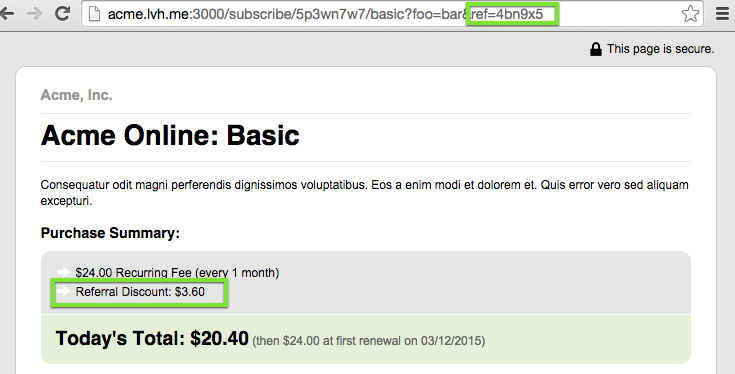 acme.lvh.me:3000/subscribe/5p3wn7w7/basic?foo=bar&ref=4bn9x5
This page is secure.
Acme, Inc.
Acme Online: Basic
Consequatur odit magni perferendis dignissimos voluptatibus. Eos a enim modi et dolorem et. Quis error vero sed aliquam
excepturi.
Purchase Summary:
$24.00 Recurring Fee (every 1 month)
Referral Discount: $3.60
Today's Total: $20.40 (then $24.00 at first renewal on 03/12/2015)